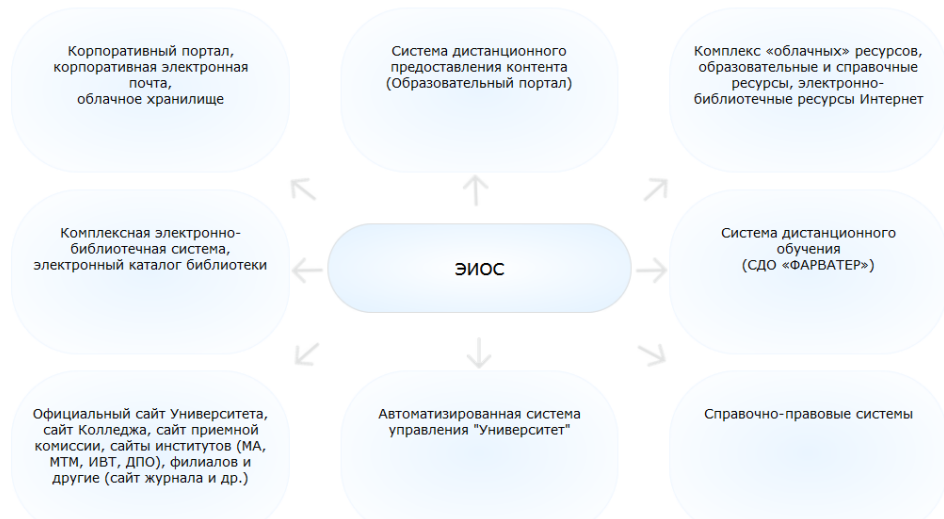 Корпоративный портал,
корпоративная электронная
почта,
облачное хранилище
Система дистанционного
предоставления контента
(Образовательный портал)
Комплекс «облачных» ресурсов,
образовательные и справочные
ресурсы, электронно-
библиотечные ресурсы Интернет
Комплексная электронно-
библиотечная система,
электронный каталог библиотеки
ЭИОС
Система дистанционного
обучения
(СДО «ФАРВАТЕР»)
Официальный сайт Университета,
сайт Колледжа, сайт приемной
комиссии, сайты институтов (МА,
МТМ, ИВТ, ДПО), филиалов и
другие (сайт журнала и др.)
Автоматизированная система
управления "Университет"
Справочно-правовые системы